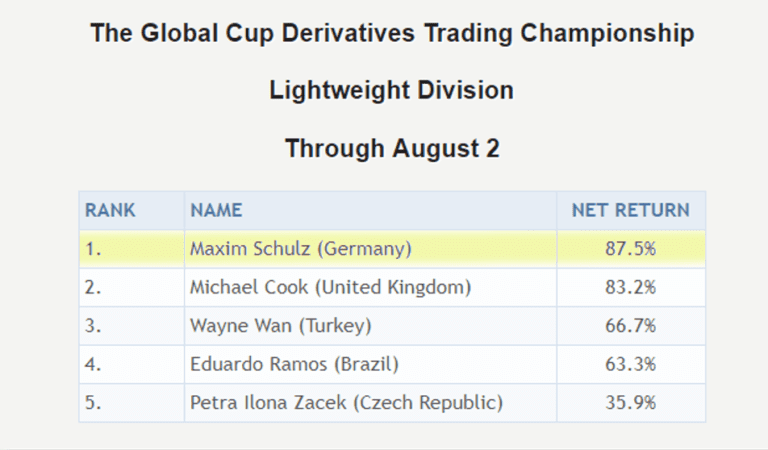 The Global Cup Derivatives Trading Championship
Lightweight Division
Through August 2
RANK NAME NET RETURN
1. Maxim Schulz (Germany) 87.5%
2. Michael Cook (United Kingdom) 83.2%
3. Wayne Wan (Turkey) 66.7%
4. Eduardo Ramos (Brazil) 63.3%
5. Petra Ilona Zacek (Czech Republic) 35.9%